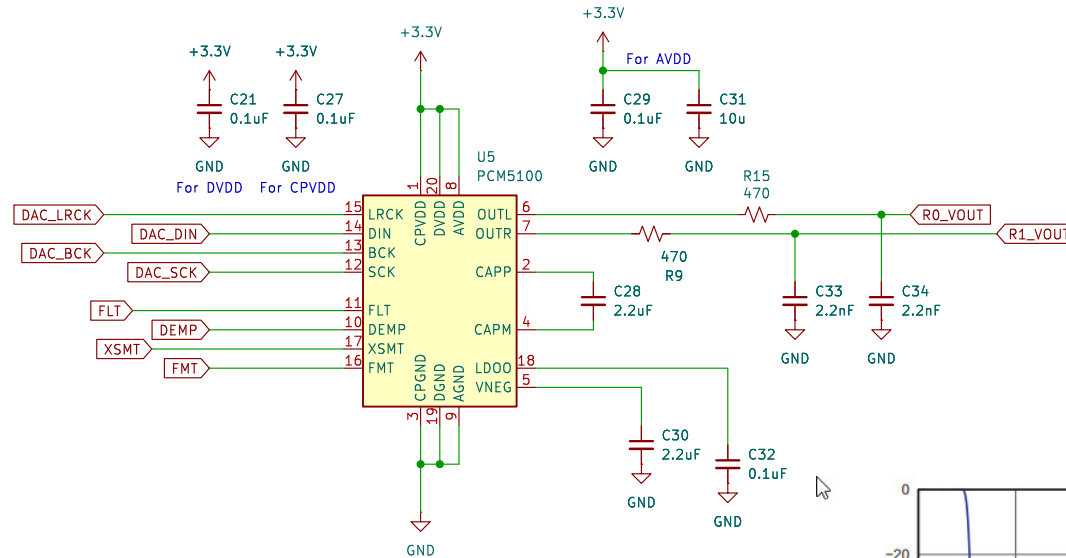 +3.3V
+3.3V
+3.3V
+3.3V
For AVDD
C21
0.1uF
C27
0.1uF
C29
0.1uF
C31
10u
GND
GND
GND
GND
For DVDD
For CPVDD
U5
PCM5100
R15
470
1
20
8
CPVDD
DVDD
AVDD
DAC_LRCK
15
LRCK
OUTL
6
R0_VOUT
DAC_DIN
14
DIN
OUTR
7
R1_VOUT
DAC_BCK
13
BCK
470
R9
DAC_SCK
12
SCK
CAPP
2
C28
2.2uF
C33
2.2nF
C34
2.2nF
FLT
11
FLT
DEMP
10
DEMP
CAPM
4
XSMT
17
XSMT
GND
GND
FMT
16
FMT
LDOO
18
VNEG
5
CPGND
DGND
AGND
3
19
9
C30
2.2uF
C32
0.1uF
GND
GND
GND
0
−20